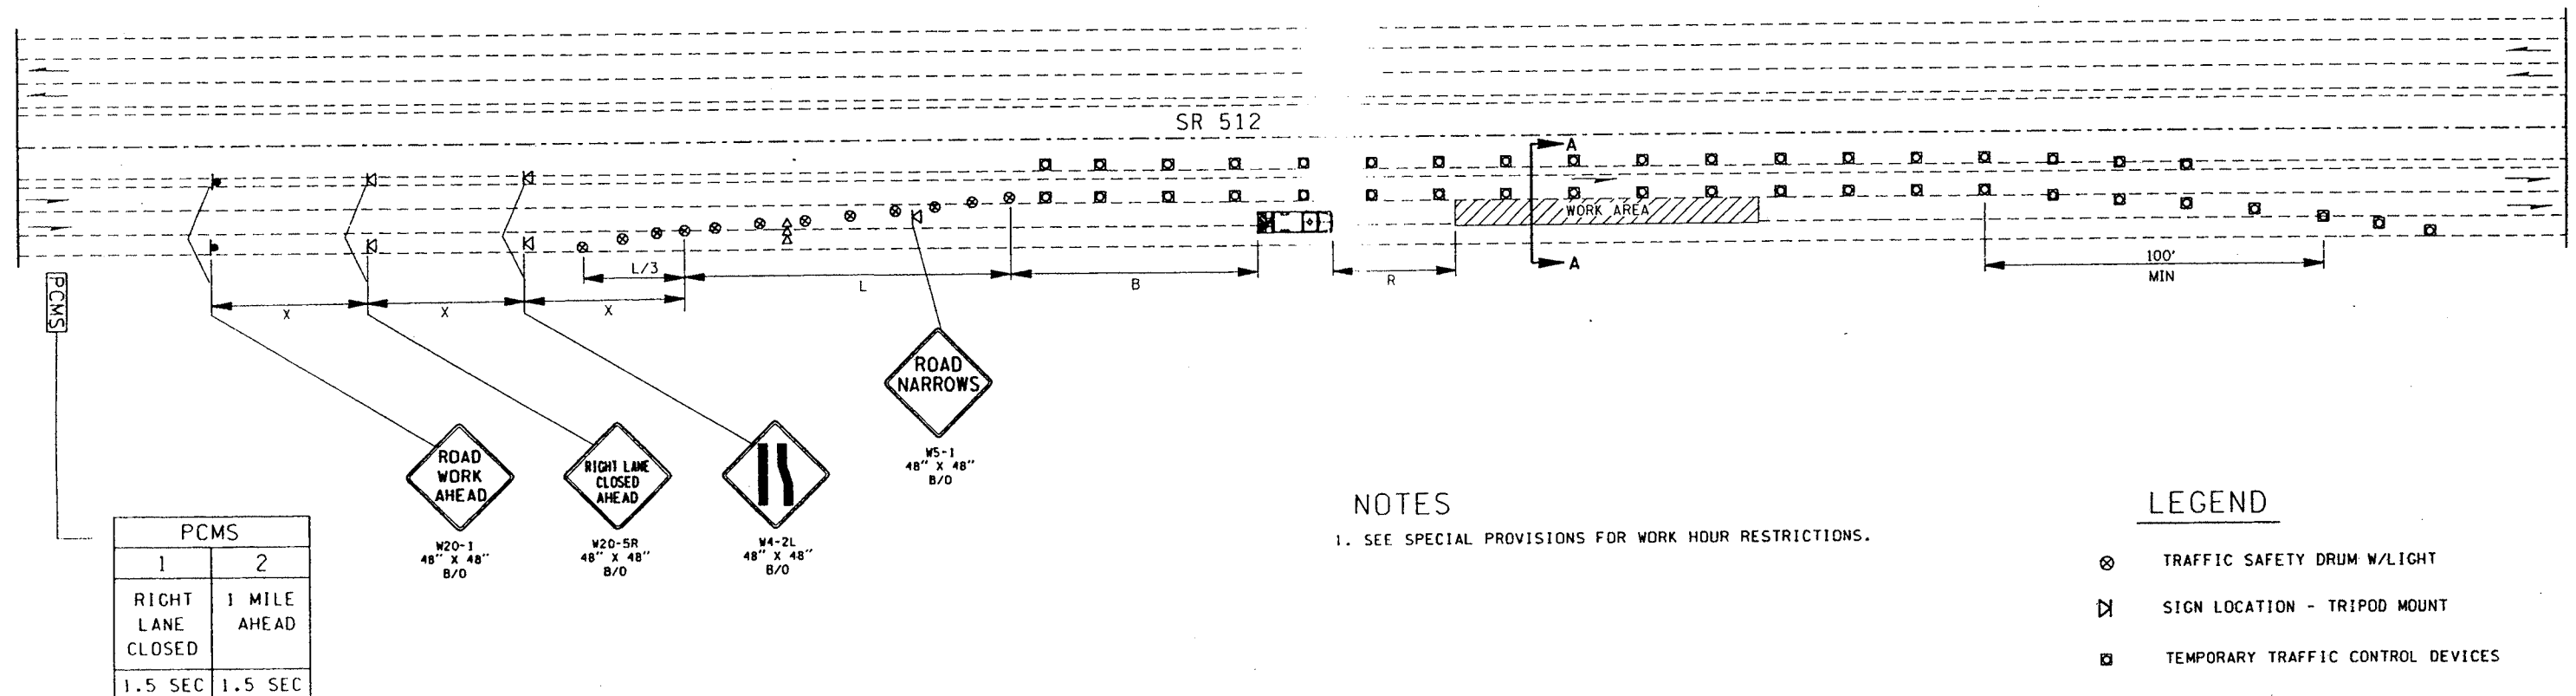 SR 512
A
WORK AREA
A
L/3
L
B
R
100'
MIN
X
X
X
PCMS
ROAD
NARROWS
W5-1
48" X 48"
B/O
ROAD
WORK
AHEAD
W20-1
48" X 48"
B/O
RIGHT LANE
CLOSED
AHEAD
W20-5R
48" X 48"
B/O
W4-2L
48" X 48"
B/O
PCMS
1 2
RIGHT 1 MILE
LANE AHEAD
CLOSED
1.5 SEC 1.5 SEC
NOTES
1. SEE SPECIAL PROVISIONS FOR WORK HOUR RESTRICTIONS.
LEGEND
TRAFFIC SAFETY DRUM W/LIGHT
SIGN LOCATION - TRIPOD MOUNT
TEMPORARY TRAFFIC CONTROL DEVICES